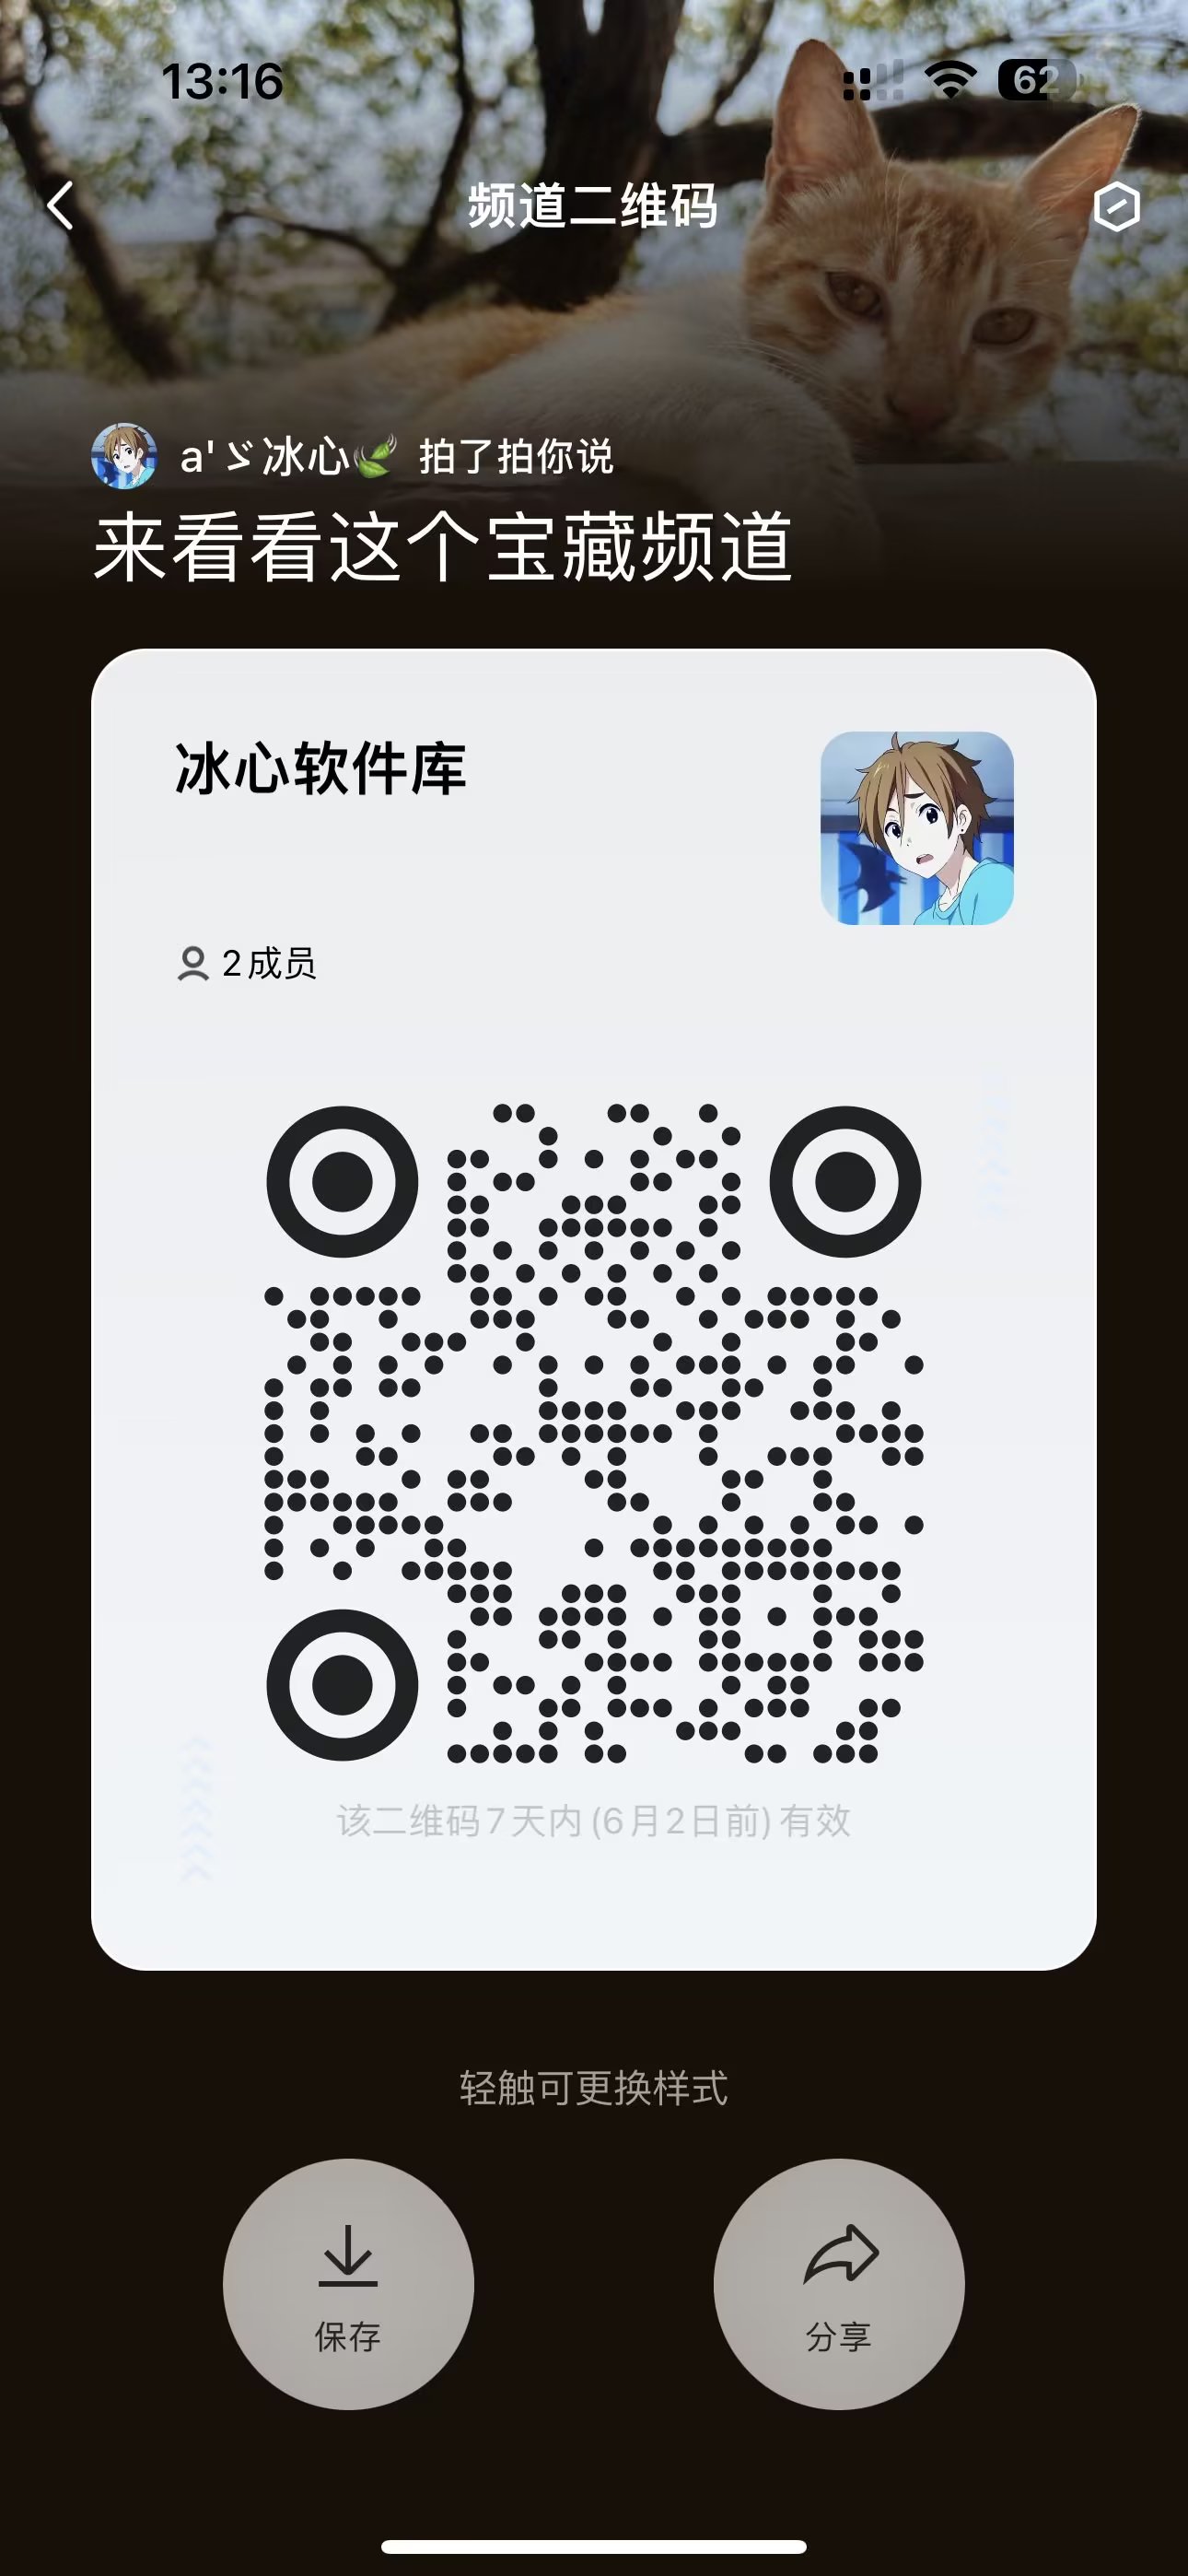 13:16
62
频道二维码
a'ゞ冰心🍃 拍了拍你说
来看看这个宝藏频道
冰心软件库
2成员
该二维码7天内(6月2日前)有效
轻触可更换样式
保存
分享